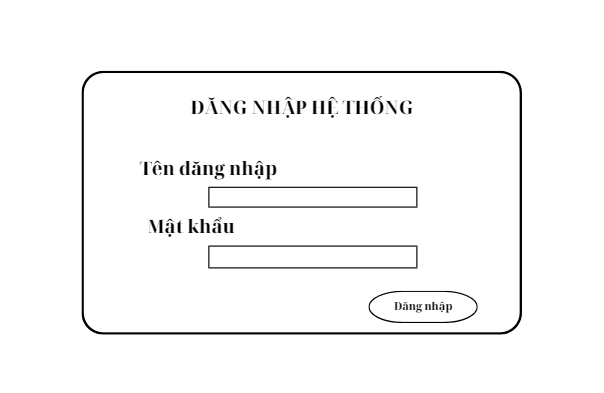 ĐĂNG NHẬP HỆ THỐNG
Tên đăng nhập
Mật khẩu
Đăng nhập